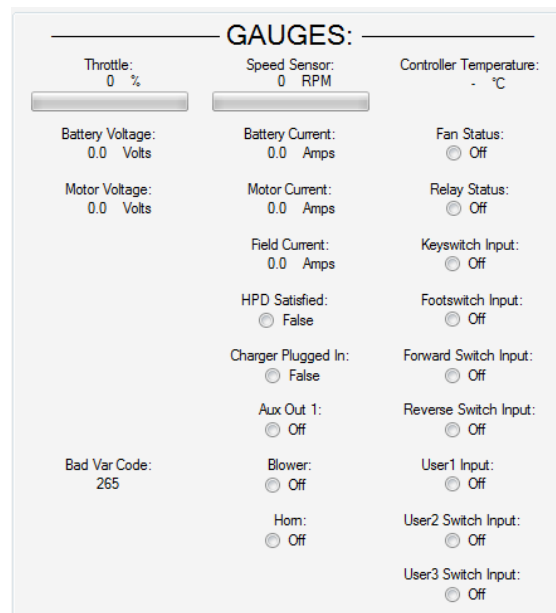 GAUGES:
Throttle: Speed Sensor: Controller Temperature:
0 % 0 RPM - °C
Battery Voltage: Battery Current: Fan Status:
0.0 Volts 0.0 Amps Off
Motor Voltage: Motor Current: Relay Status:
0.0 Volts 0.0 Amps Off
Field Current: Keyswitch Input:
0.0 Amps Off
HPD Satisfied: Footswitch Input:
False Off
Charger Plugged In: Forward Switch Input:
False Off
Aux Out 1: Reverse Switch Input:
Off Off
Bad Var Code: Blower: User1 Input:
265 Off Off
Horn: User2 Switch Input:
Off Off
User3 Switch Input:
Off